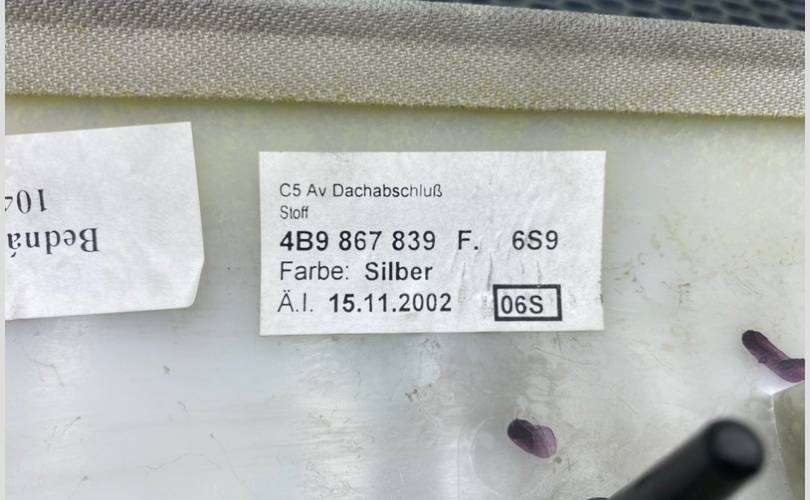 C5 Av Dachabschluß
Stoff
4B9 867 839 F. 6S9
Farbe: Silber
Ä.I. 15.11.2002 06S
Bedná
104